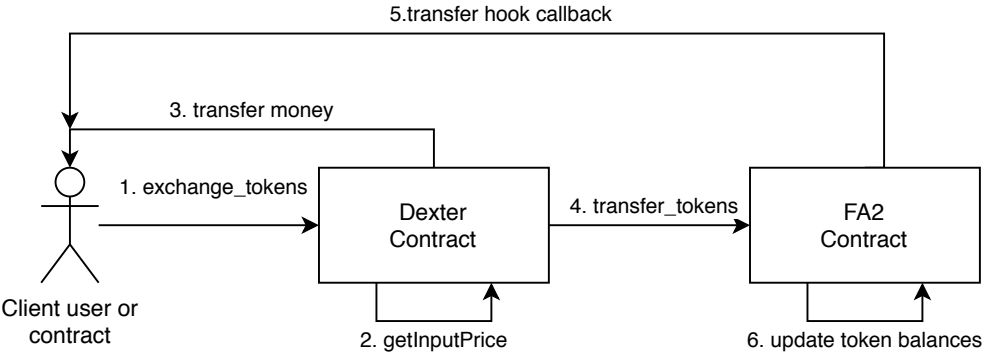 5.transfer hook callback
3. transfer money
1. exchange_tokens
Dexter
Contract
4. transfer_tokens
FA2
Contract
Client user or
contract
2. getInputPrice
6. update token balances